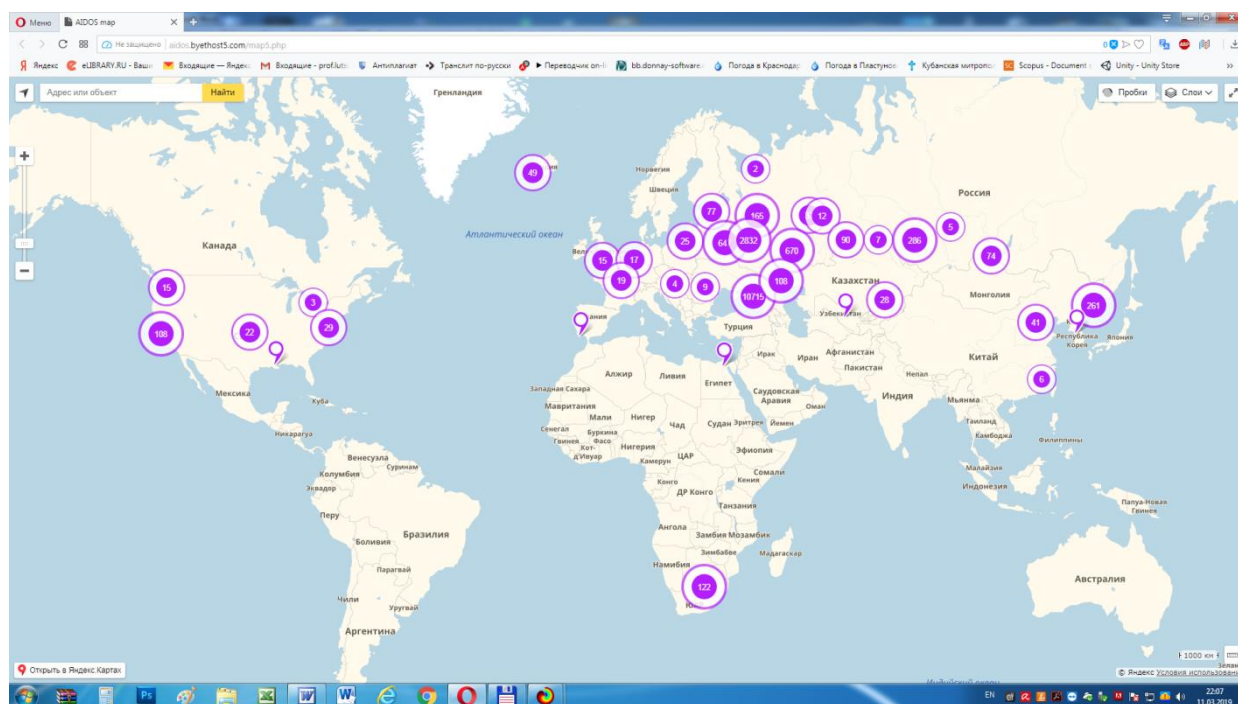 Меню
AIDOS map
Не защищено
aidos.byethost5.com/map5.php
0
Яндекс
eLIBRARY.RU - Ваш
Входящие — Яндекс
Входящие - prof.luts
Антиплагиат
Транслит по-русски
Переводчик on-li
bb.donnay-software
Погода в Краснодар
Погода в Пластунов
Кубанская митропол
Scopus - Document s
Unity - Unity Store
Адрес или объект
Найти
Пробки
Слои
Гренландия
49
Норвегия
Швеция
2
Россия
77
165
12
25
64
2832
670
90
7
286
5
74
Атлантический океан
Канада
15
17
19
4
9
10715
108
Казахстан
28
Монголия
261
41
6
15
108
22
3
29
Узбекистан
Турция
Республика
Корея
Япония
Китай
Ирак
Иран
Афганистан
Пакистан
Непал
Индия
Мьянма
Алжир
Ливия
Египет
Саудовская
Аравия
Оман
Западная Сахара
Мавритания
Мали
Нигер
Чад
Судан
Эритрея
Йемен
Сенегал
Гвинея
Буркина
Фасо
Кот-
д'Ивуар
Нигерия
Камерун
ЦАР
Эфиопия
Сомали
Кения
Конго
ДР Конго
Танзания
Ангола
Замбия
Мозамбик
Зимбабве
Мадагаскар
Намибия
122
Мексика
Куба
Никарагуа
Венесуэла
Суринам
Колумбия
Эквадор
Перу
Бразилия
Боливия
Парагвай
Чили
Уругвай
Аргентина
Таиланд
Камбоджа
Филиппины
Малайзия
Индонезия
Папуа-Новая
Гвинея
Австралия
Индийский океан
1000 км
Открыть в Яндекс.Картах
© Яндекс Условия использования
EN
22:07
11.03.2019